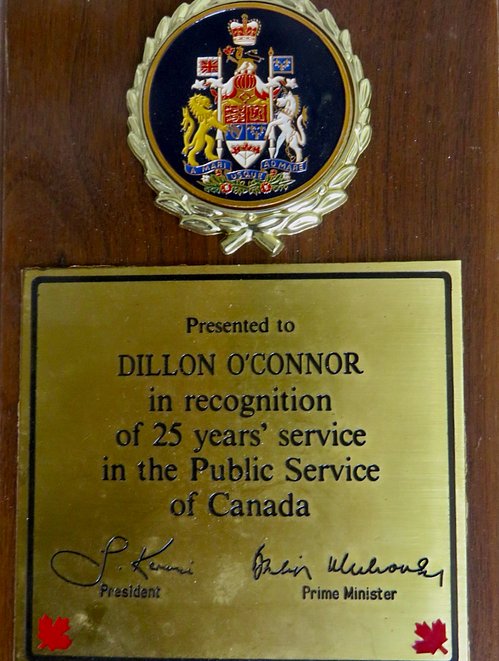 A MARI USQUE AD MARE
Presented to
DILLON O'CONNOR
in recognition
of 25 years' service
in the Public Service
of Canada
President
Prime Minister